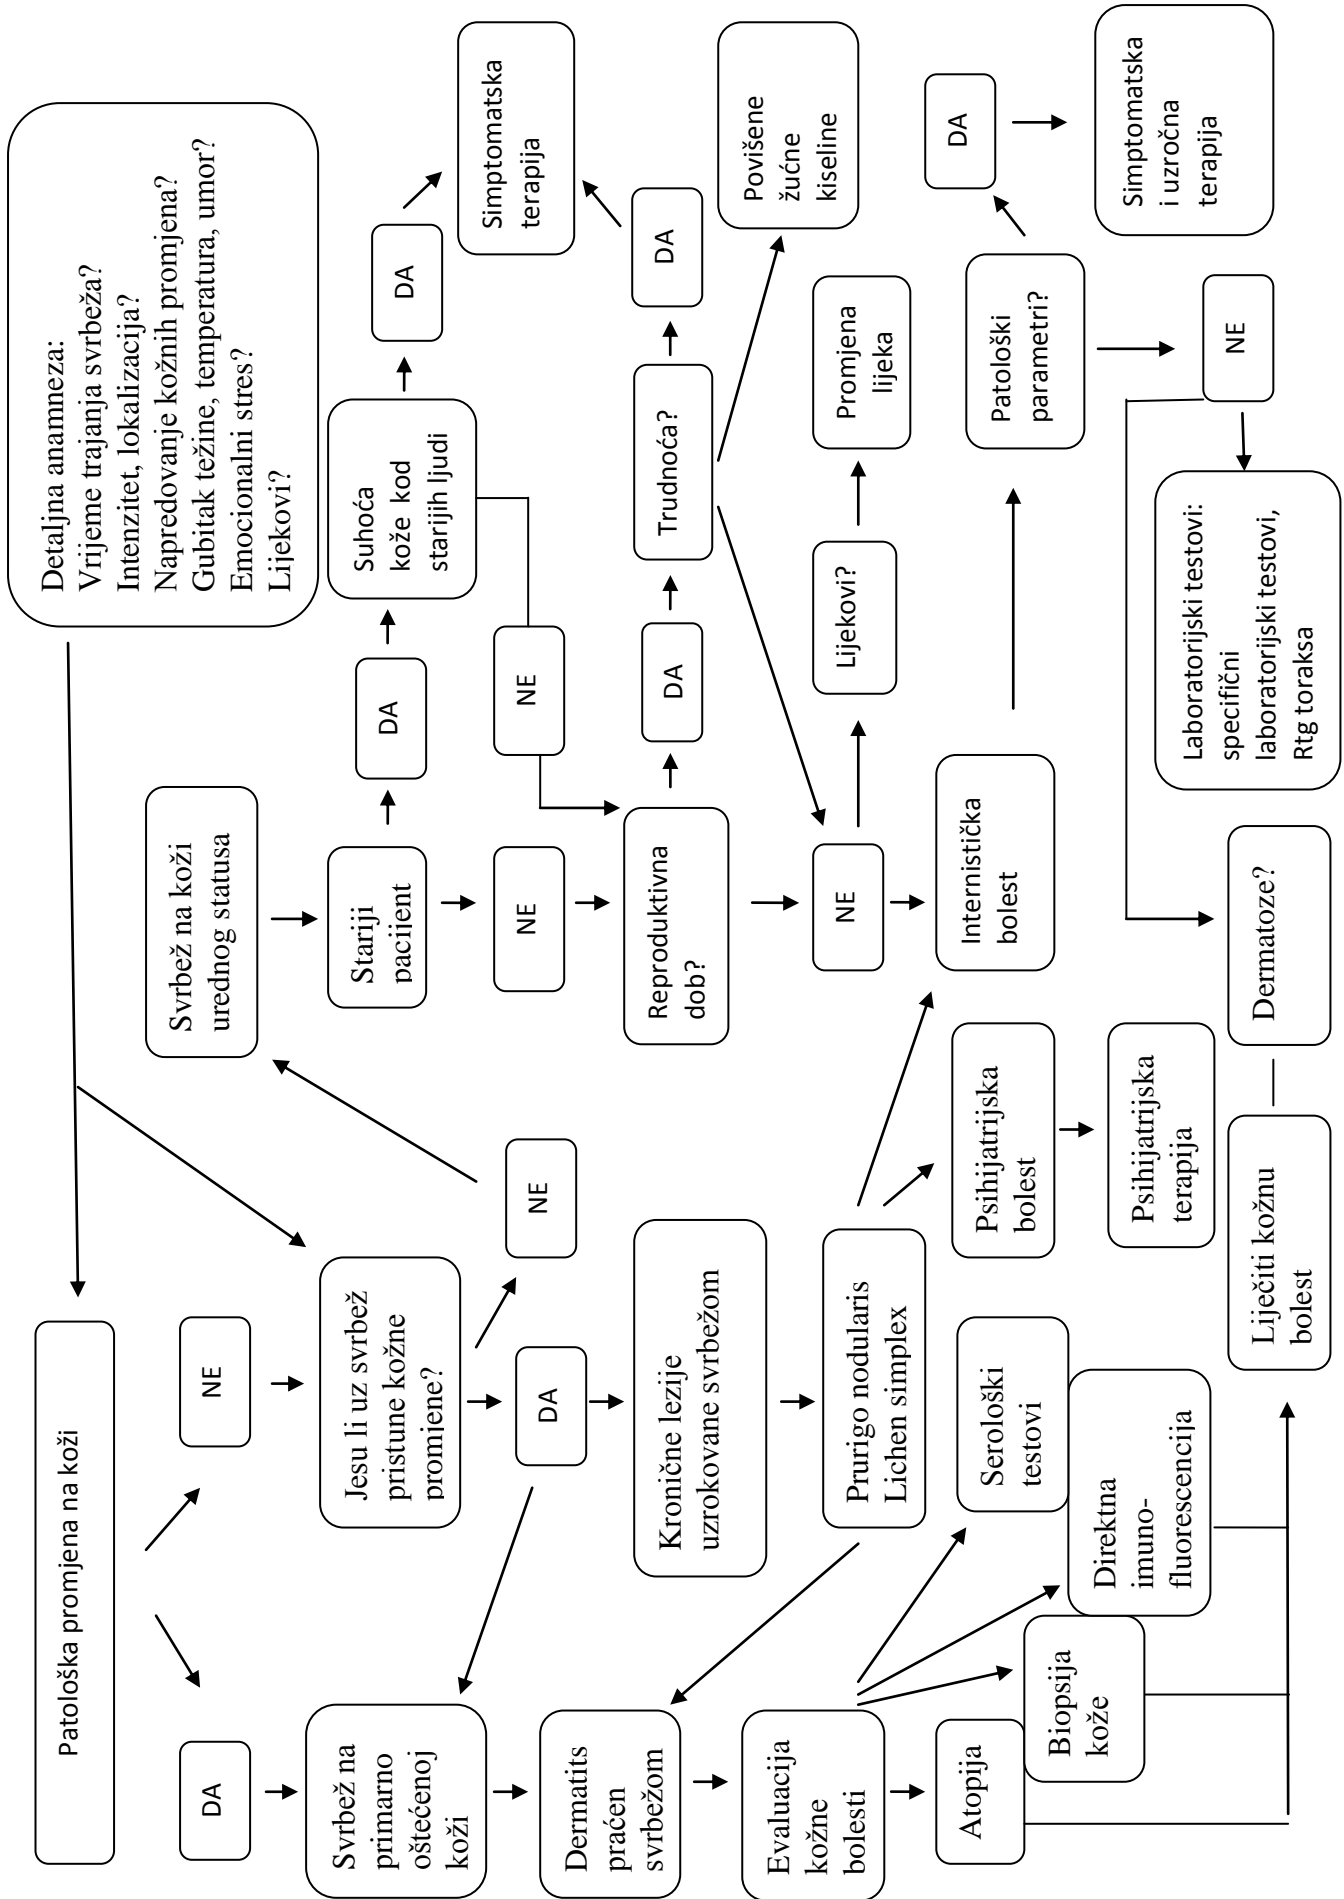 Detaljna anamneza:
Vrijeme trajanja svrbeža?
Intenzitet, lokalizacija?
Napredovanje kožnih promjena?
Gubitak težine, temperatura, umor?
Emocionalni stres?
Lijekovi?
Patološka promjena na koži
DA
NE
Svrbež na koži
urednog statusa
Svrbež na
primarno
oštećenoj
koži
Jesu li uz svrbež
pristune kožne
promjene?
Stariji
pacijent
DA
Suhoća
kože kod
starijih ljudi
DA
Simptomatska
terapija
DA
NE
NE
NE
Dermatits
praćen
svrbežom
Kronične lezije
uzrokovane svrbežom
Reproduktivna
dob?
DA
Trudnoća?
DA
Povišene
žućne
kiseline
Evaluacija
kožne
bolesti
Prurigo nodularis
Lichen simplex
NE
Lijekovi?
Promjena
lijeka
Atopija
Biopsija
kože
Direktna
imuno-
fluorescencija
Serološki
testovi
Psihijatrijska
bolest
Internistička
bolest
Patološki
parametri?
DA
Psihijatrijska
terapija
Simptomatska
i uzročna
terapija
NE
Laboratorijski testovi:
specifični
laboratorijski testovi,
Rtg toraksa
Liječiti kožnu
bolest
Dermatoze?